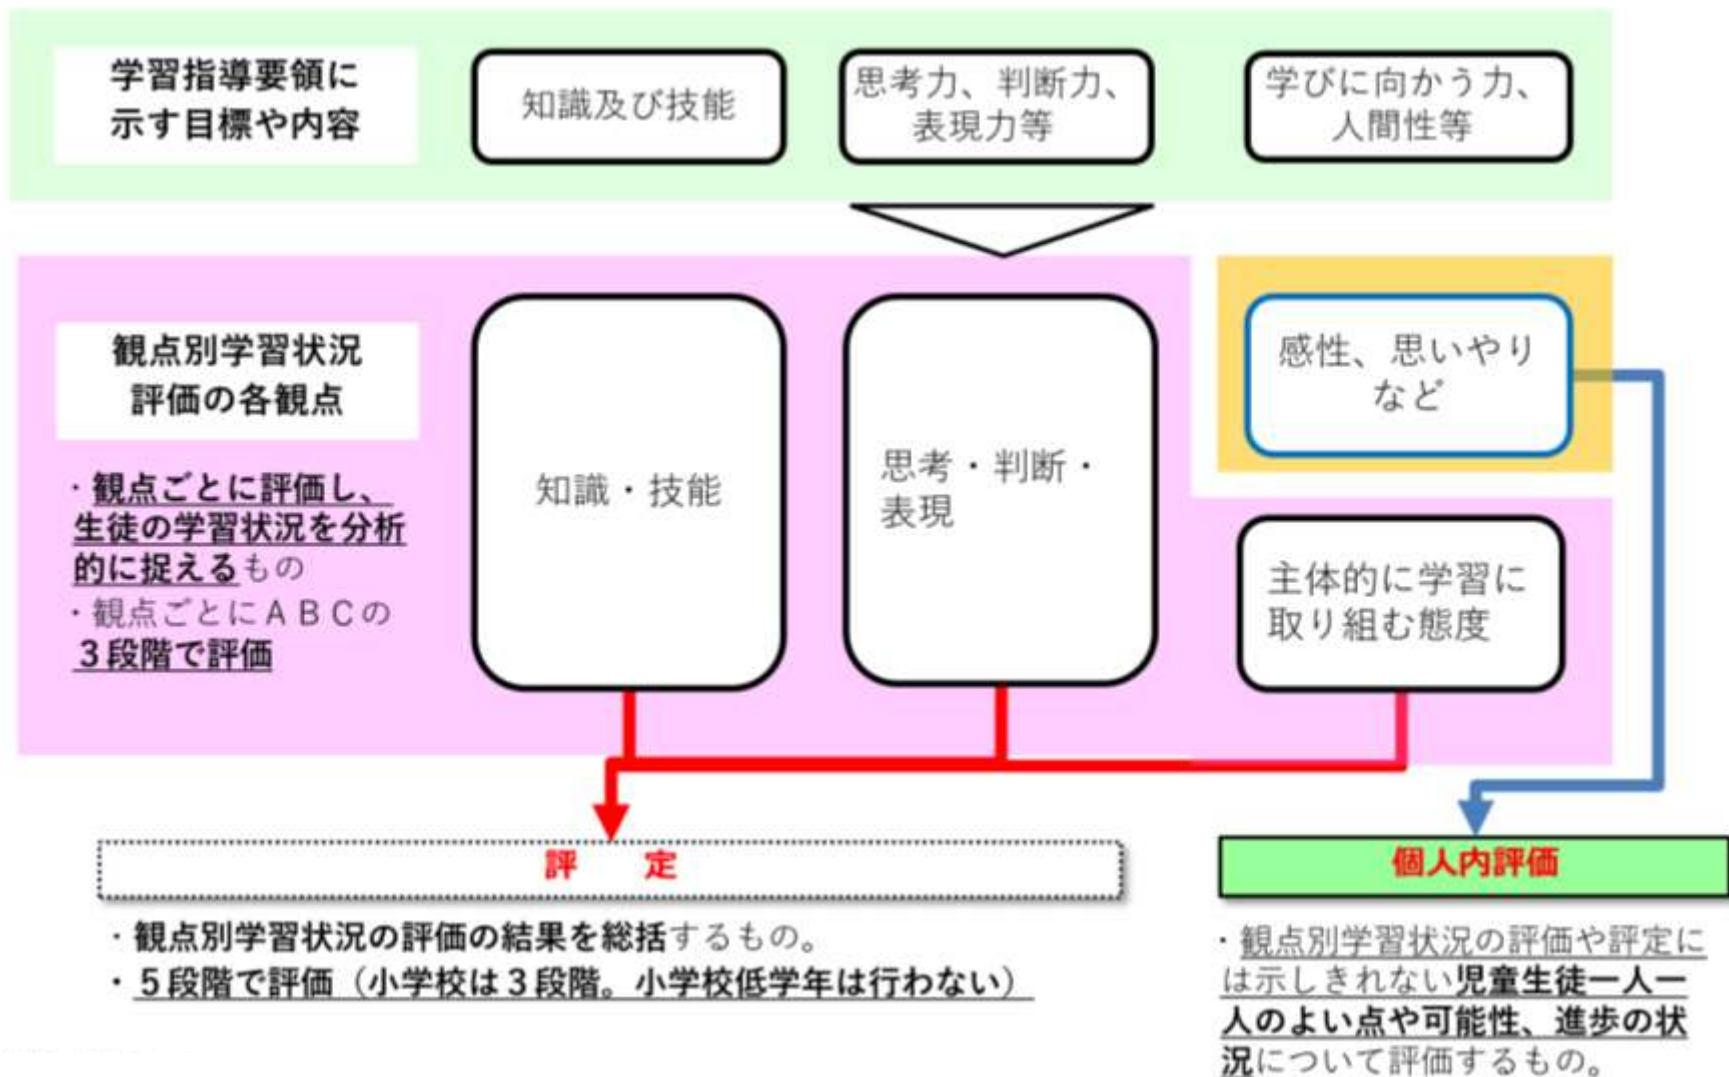 学習指導要領に
示す目標や内容
知識及び技能
思考力、判断力、
表現力等
学びに向かう力、
人間性等
観点別学習状況
評価の各観点
・観点ごとに評価し、
生徒の学習状況を分析
的に捉えるもの
・観点ごとにＡＢＣの
３段階で評価
知識・技能
思考・判断・
表現
感性、思いやり
など
主体的に学習に
取り組む態度
評　定
・観点別学習状況の評価の結果を総括するもの。
・５段階で評価（小学校は３段階。小学校低学年は行わない）
個人内評価
・観点別学習状況の評価や評定に
は示しきれない児童生徒一人一
人のよい点や可能性、進歩の状
況について評価するもの。